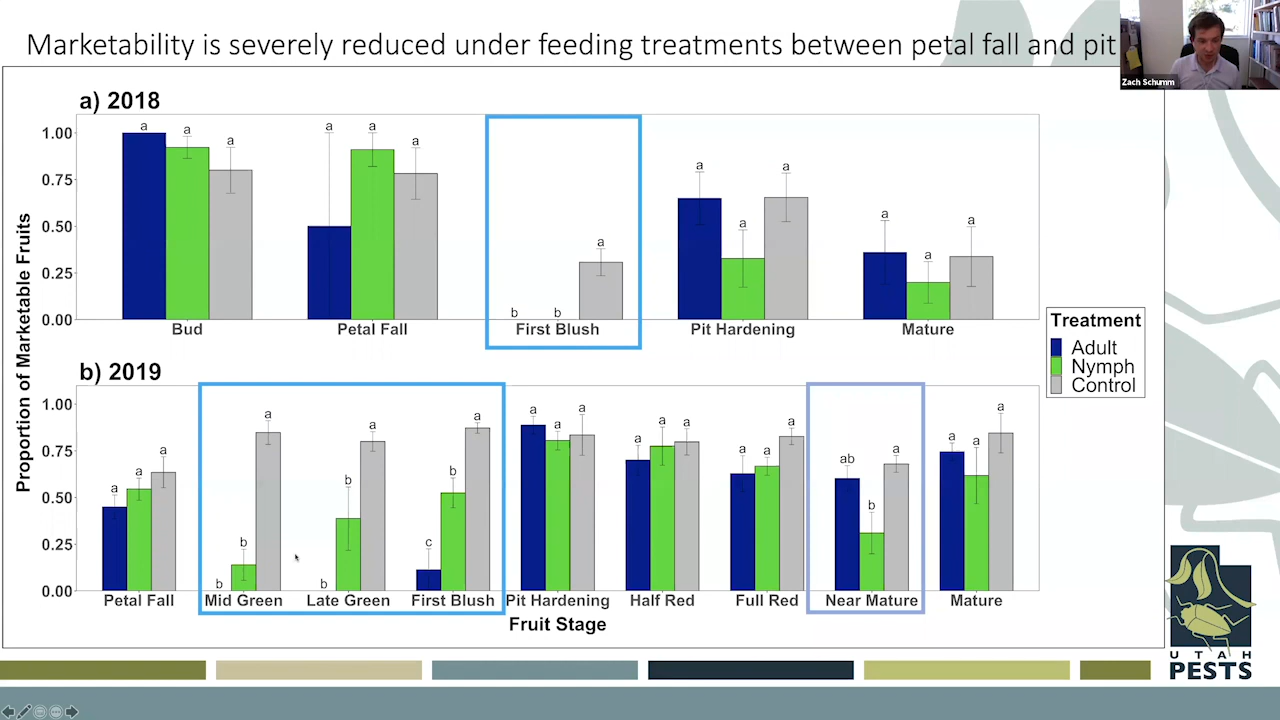 Marketability is severely reduced under feeding treatments between petal fall and pit
Zach Schumm
a) 2018
1.00
0.75
0.50
0.25
0.00
a a a
a a a
b b a
a a a
a a a
Bud Petal Fall First Blush Pit Hardening Mature
Proportion of Marketable Fruits
Treatment
Adult
Nymph
Control
b) 2019
1.00
0.75
0.50
0.25
0.00
a a a
b b a
b b a
c b a
a a a
a a a
a a a
ab b a
a a a
Petal Fall Mid Green Late Green First Blush Pit Hardening Half Red Full Red Near Mature Mature
Fruit Stage
UTAH
PESTS